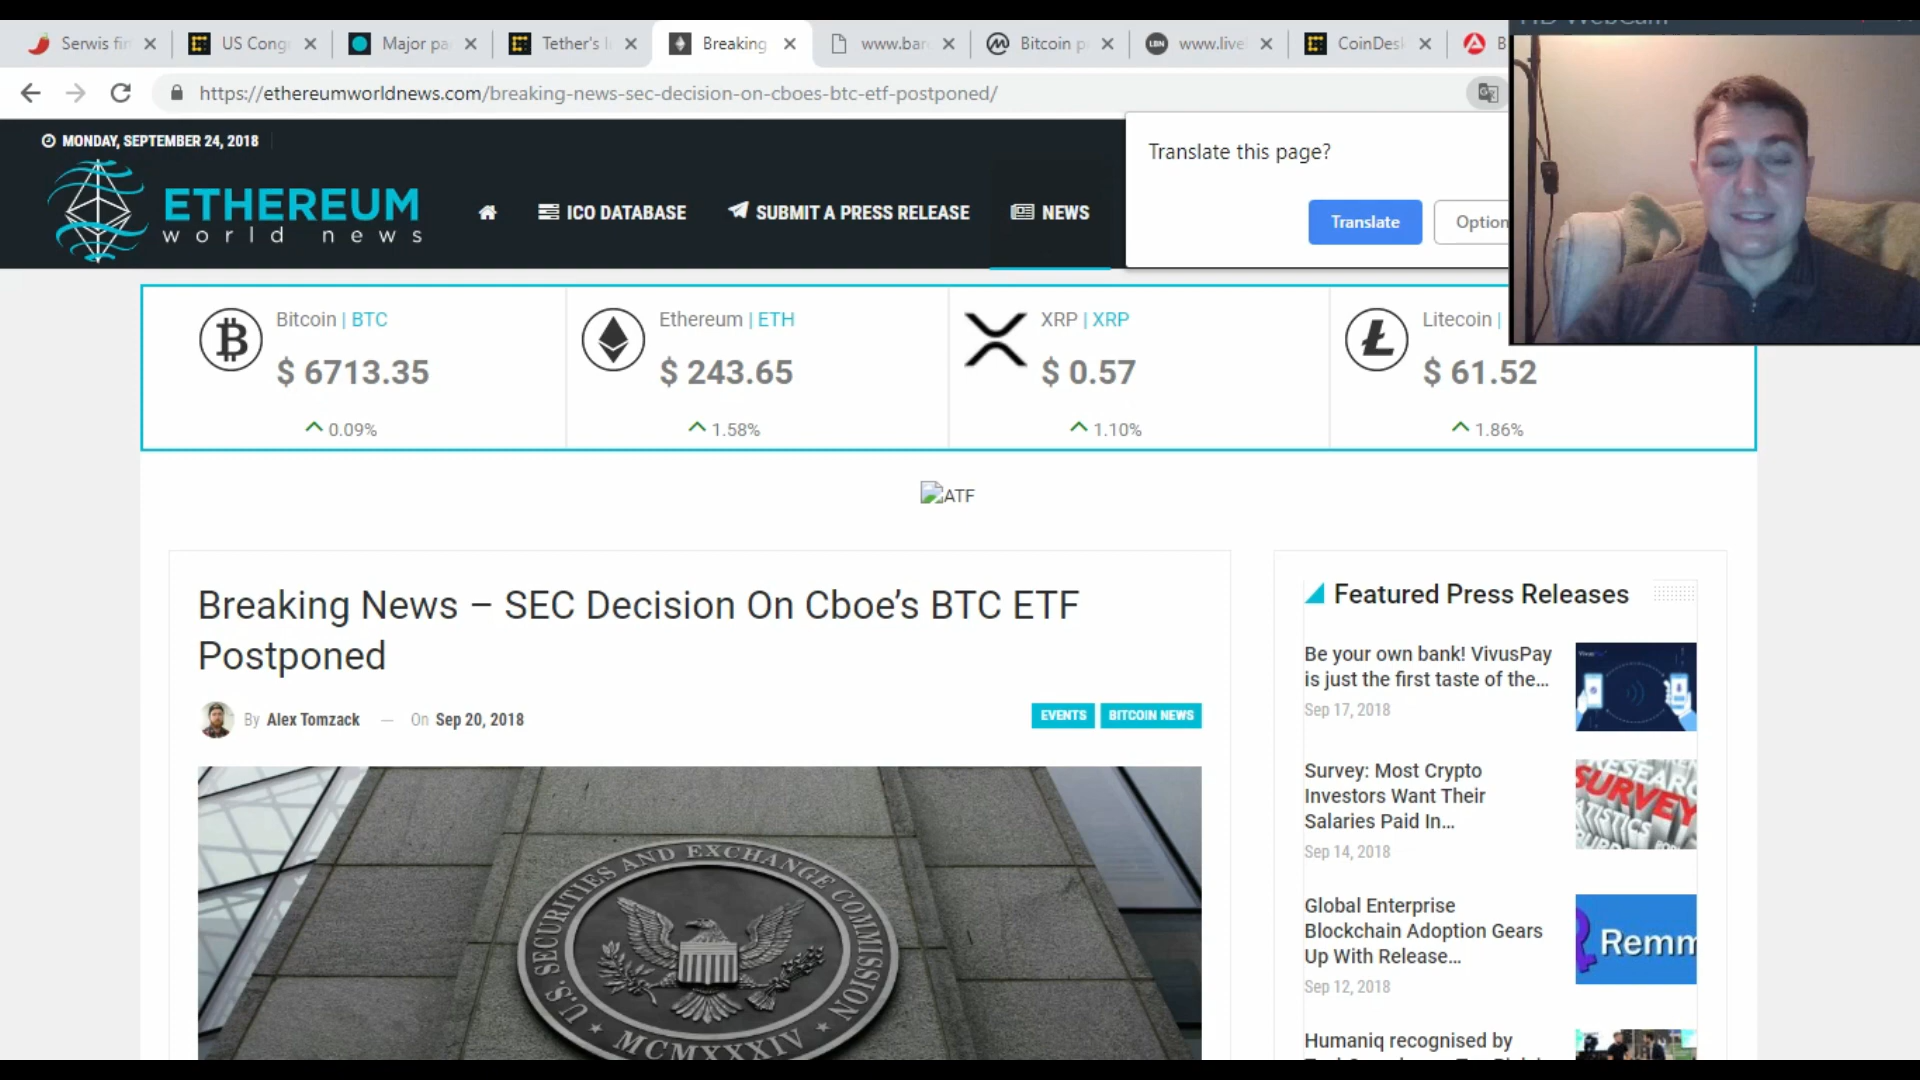 HD WebCam
Serwis fir
US Cong
Major pa
Tether's I
Breaking
www.bar
Bitcoin p
www.live
CoinDes
B
https://ethereumworldnews.com/breaking-news-sec-decision-on-cboes-btc-etf-postponed/
MONDAY, SEPTEMBER 24, 2018
Translate this page?
Translate
Option
ETHEREUM
world news
ICO DATABASE
SUBMIT A PRESS RELEASE
NEWS
Bitcoin | BTC
$ 6713.35
0.09%
Ethereum | ETH
$ 243.65
1.58%
XRP | XRP
$ 0.57
1.10%
Litecoin |
$ 61.52
1.86%
ATF
Breaking News – SEC Decision On Cboe's BTC ETF
Postponed
By Alex Tomzack — On Sep 20, 2018
EVENTS
BITCOIN NEWS
U.S. SECURITIES AND EXCHANGE COMMISSION
MCMXXXIV
Featured Press Releases
Be your own bank! VivusPay
is just the first taste of the...
Sep 17, 2018
Survey: Most Crypto
Investors Want Their
Salaries Paid In...
Sep 14, 2018
RESEARC
SURVEY
ATISTICS
Global Enterprise
Blockchain Adoption Gears
Up With Release...
Sep 12, 2018
Remm
Humaniq recognised by